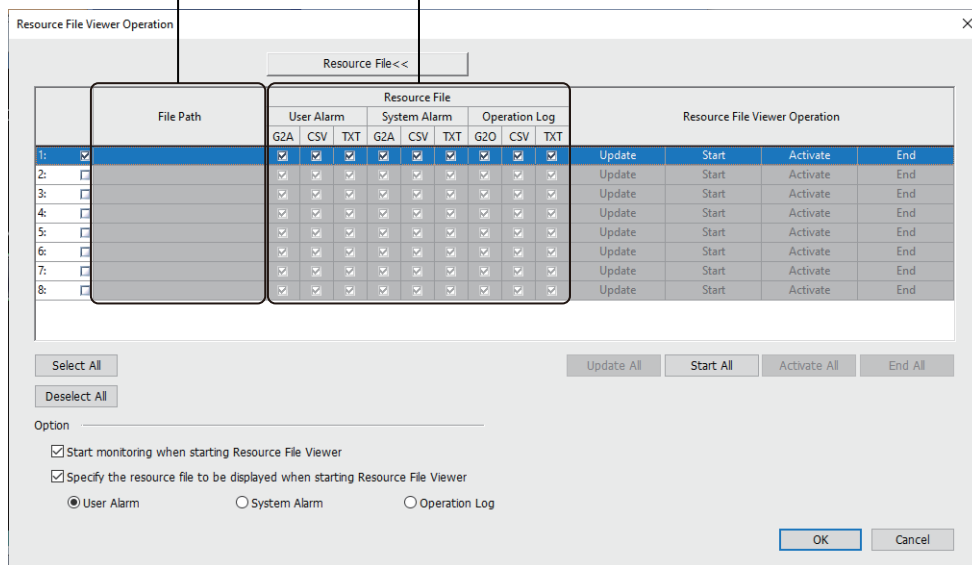 Resource File Viewer Operation
Resource File<<
File Path
Resource File
Resource File Viewer Operation
User Alarm System Alarm Operation Log
G2A CSV TXT G2A CSV TXT G2O CSV TXT
1: Update Start Activate End
2: Update Start Activate End
3: Update Start Activate End
4: Update Start Activate End
5: Update Start Activate End
6: Update Start Activate End
7: Update Start Activate End
8: Update Start Activate End
Select All Update All Start All Activate All End All
Deselect All
Option
Start monitoring when starting Resource File Viewer
Specify the resource file to be displayed when starting Resource File Viewer
User Alarm System Alarm Operation Log
OK Cancel